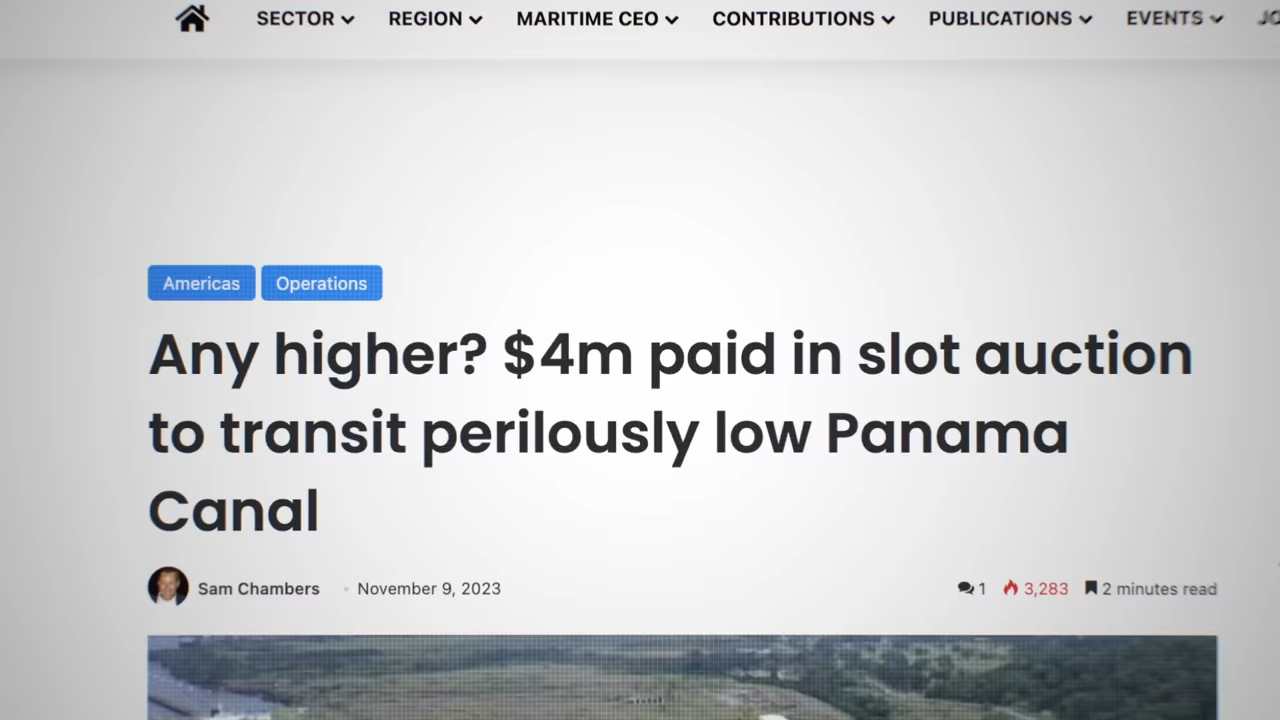 SECTOR REGION MARITIME CEO CONTRIBUTIONS PUBLICATIONS EVENTS
Americas Operations
Any higher? $4m paid in slot auction
to transit perilously low Panama
Canal
Sam Chambers November 9, 2023 1 3,283 2 minutes read